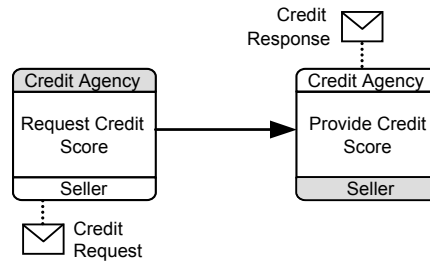 Credit
Response
Credit Agency
Request Credit
Score
Seller
Credit
Request
Credit Agency
Provide Credit
Score
Seller